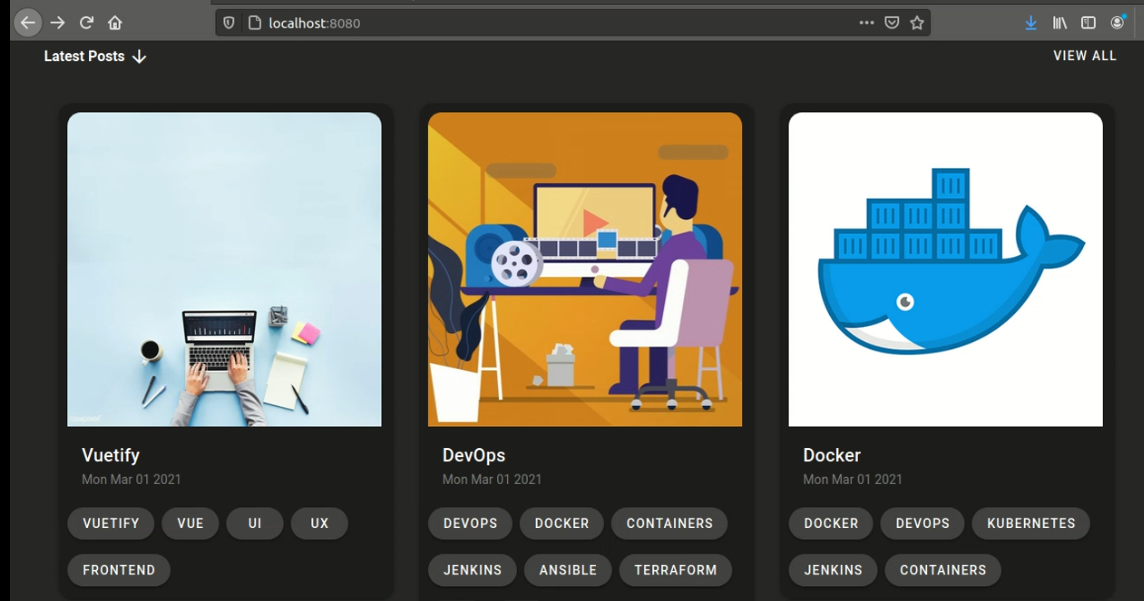 localhost:8080
Latest Posts
VIEW ALL
Vuetify
Mon Mar 01 2021
VUETIFY VUE UI UX
FRONTEND
DevOps
Mon Mar 01 2021
DEVOPS DOCKER CONTAINERS
JENKINS ANSIBLE TERRAFORM
Docker
Mon Mar 01 2021
DOCKER DEVOPS KUBERNETES
JENKINS CONTAINERS